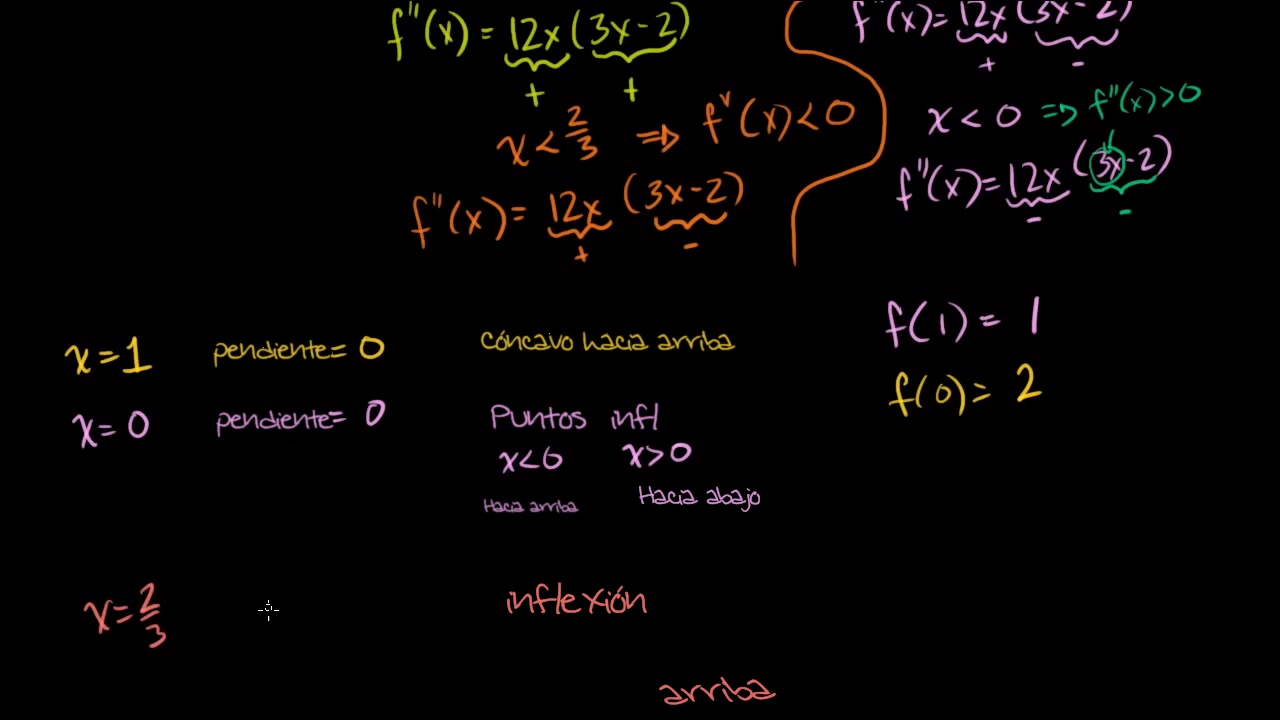 f''(x) = 12x (3x-2)
+ +
x < 2/3 => f''(x) < 0
f''(x) = 12x (3x-2)
+ -
f''(x)= 12x (3x-2)
+ -
x < 0 => f''(x) > 0
f''(x) = 12x (3x-2)
- -
x = 1 pendiente= 0 cóncavo hacia arriba
x= 0 pendiente= 0 Puntos infl
x<0 x>0
Hacia arriba Hacia abajo
f(1) = 1
f(0) = 2
x = 2/3 inflexión
arriba